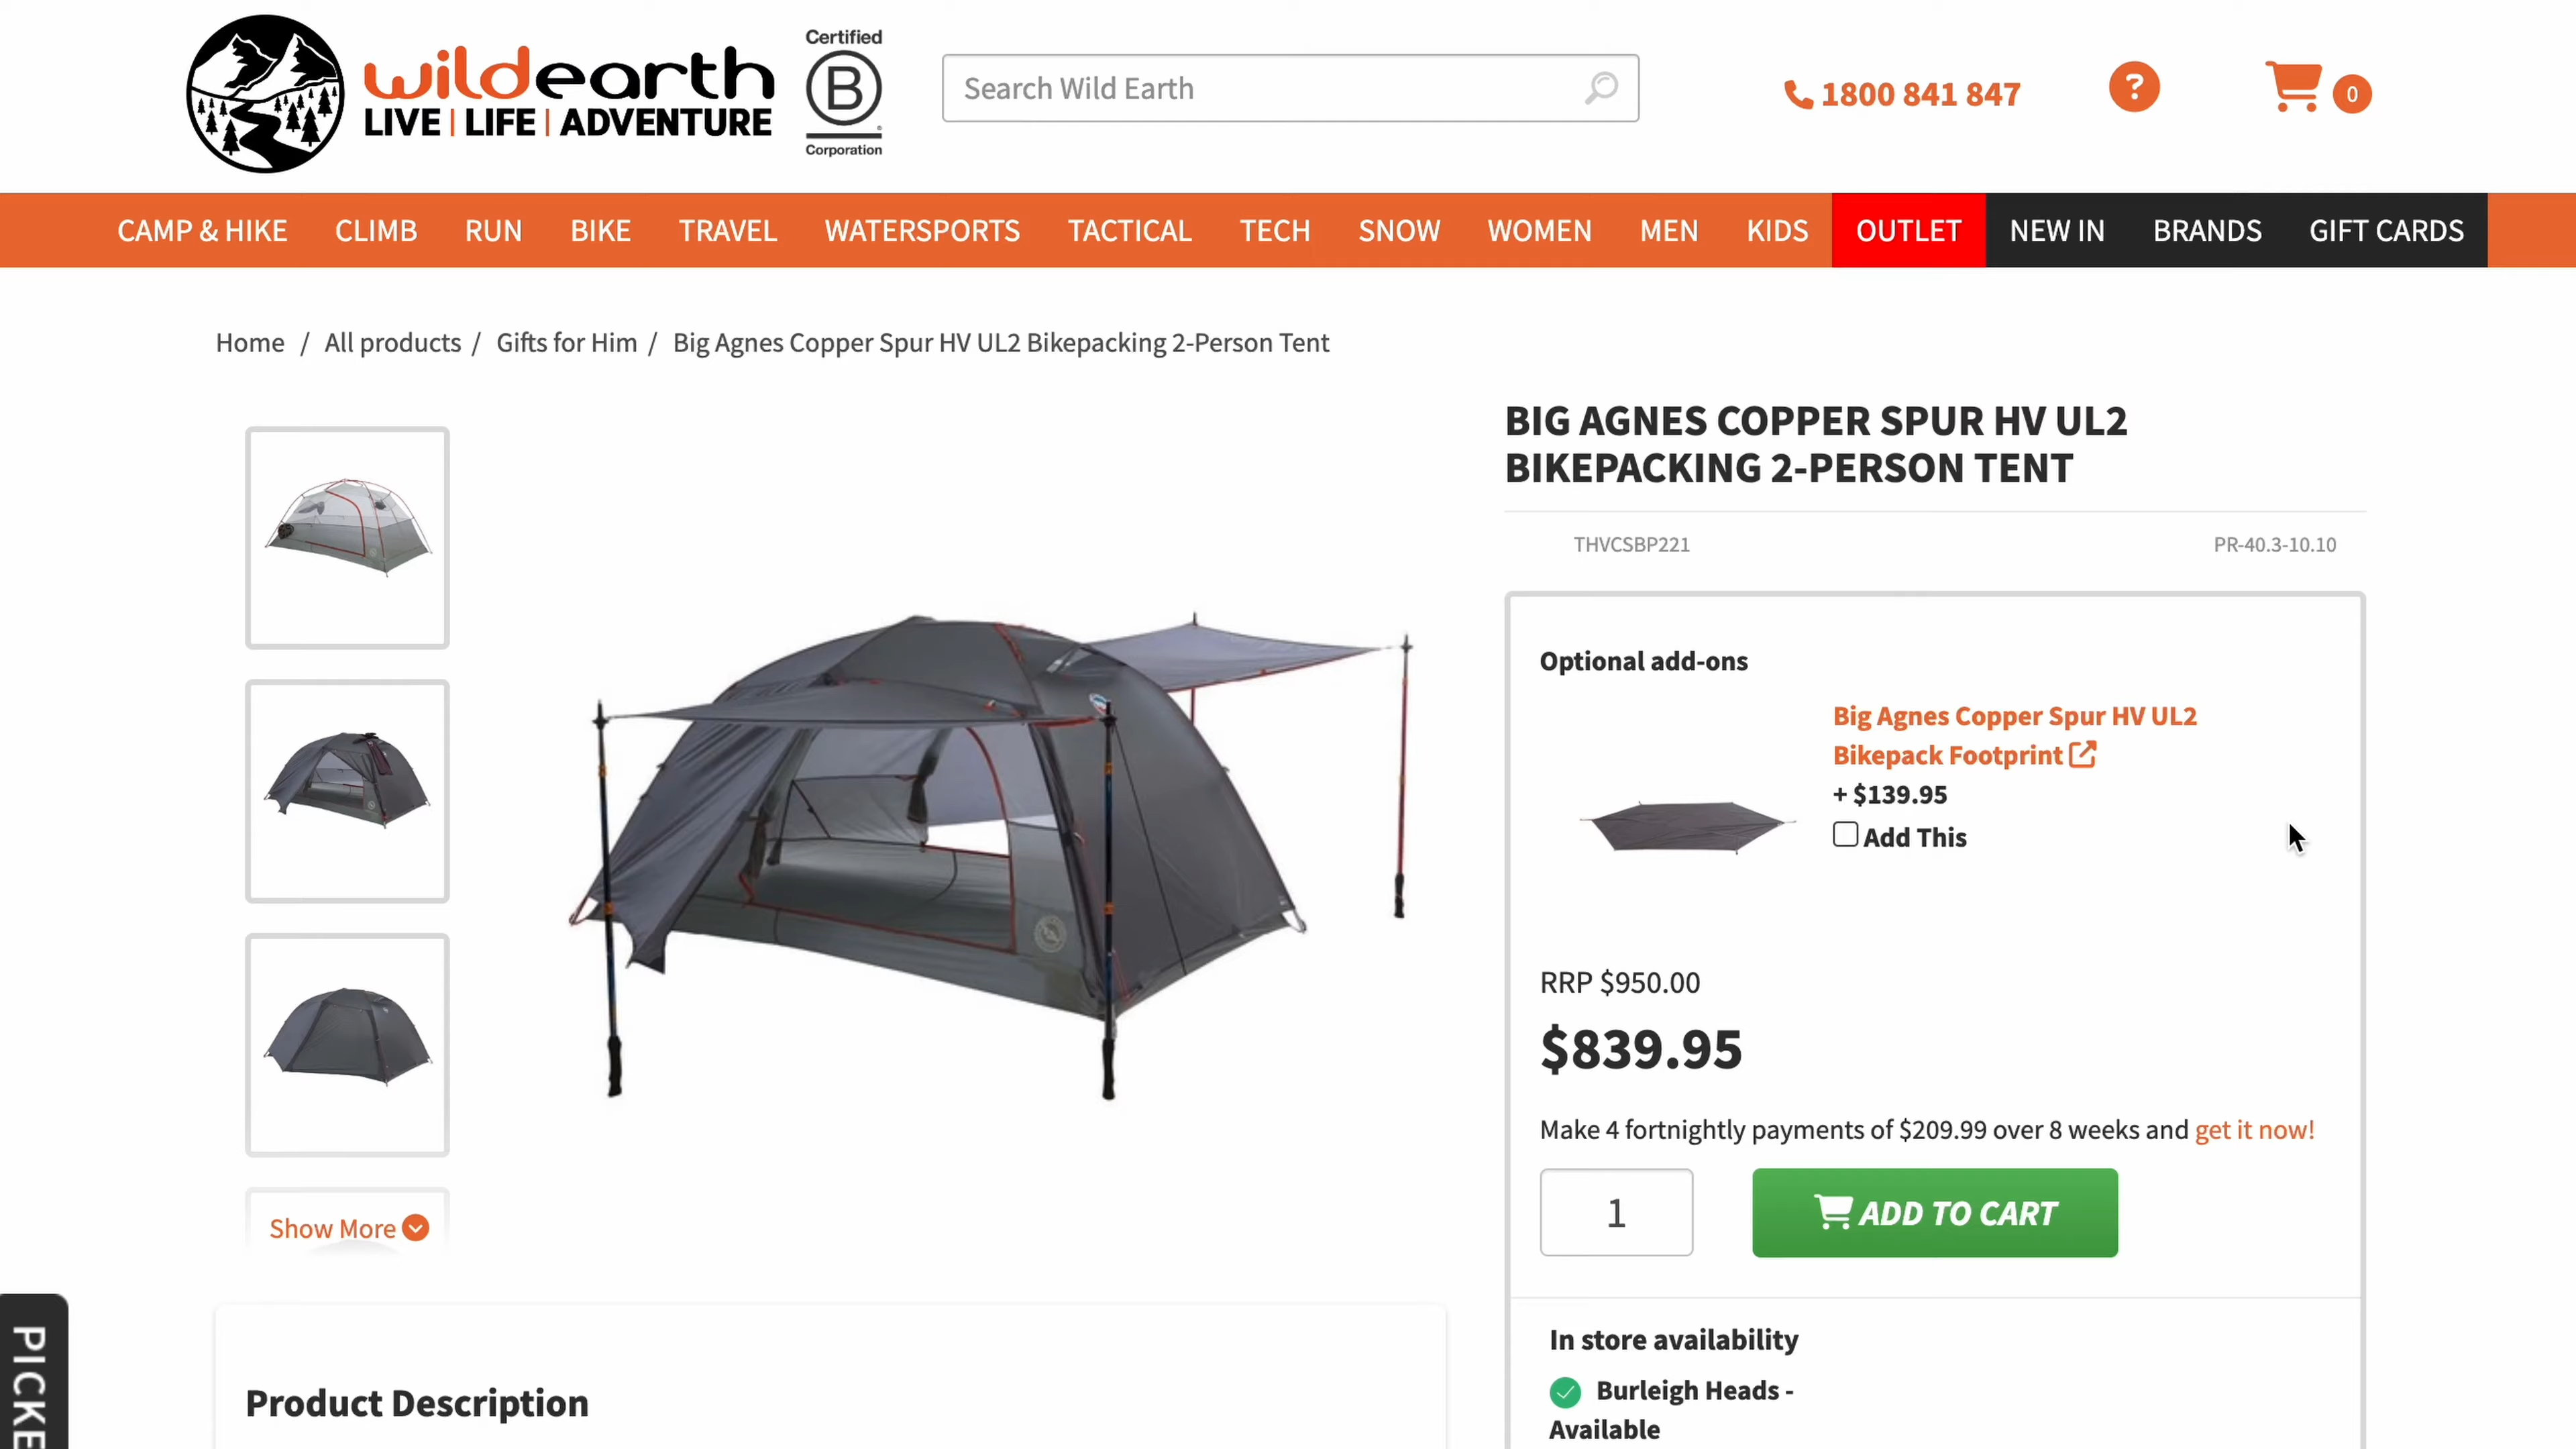 wildearth
LIVE | LIFE | ADVENTURE
Certified
B
Corporation
Search Wild Earth
1800 841 847
?
0
CAMP & HIKE CLIMB RUN BIKE TRAVEL WATERSPORTS TACTICAL TECH SNOW WOMEN MEN KIDS OUTLET NEW IN BRANDS GIFT CARDS
Home / All products / Gifts for Him / Big Agnes Copper Spur HV UL2 Bikepacking 2-Person Tent
BIG AGNES COPPER SPUR HV UL2
BIKEPACKING 2-PERSON TENT
THVCSBP221 PR-40.3-10.10
Optional add-ons
Big Agnes Copper Spur HV UL2
Bikepack Footprint
+ $139.95
Add This
RRP $950.00
$839.95
Make 4 fortnightly payments of $209.99 over 8 weeks and get it now!
1
ADD TO CART
Show More
In store availability
Burleigh Heads -
Available
Product Description
PICKE